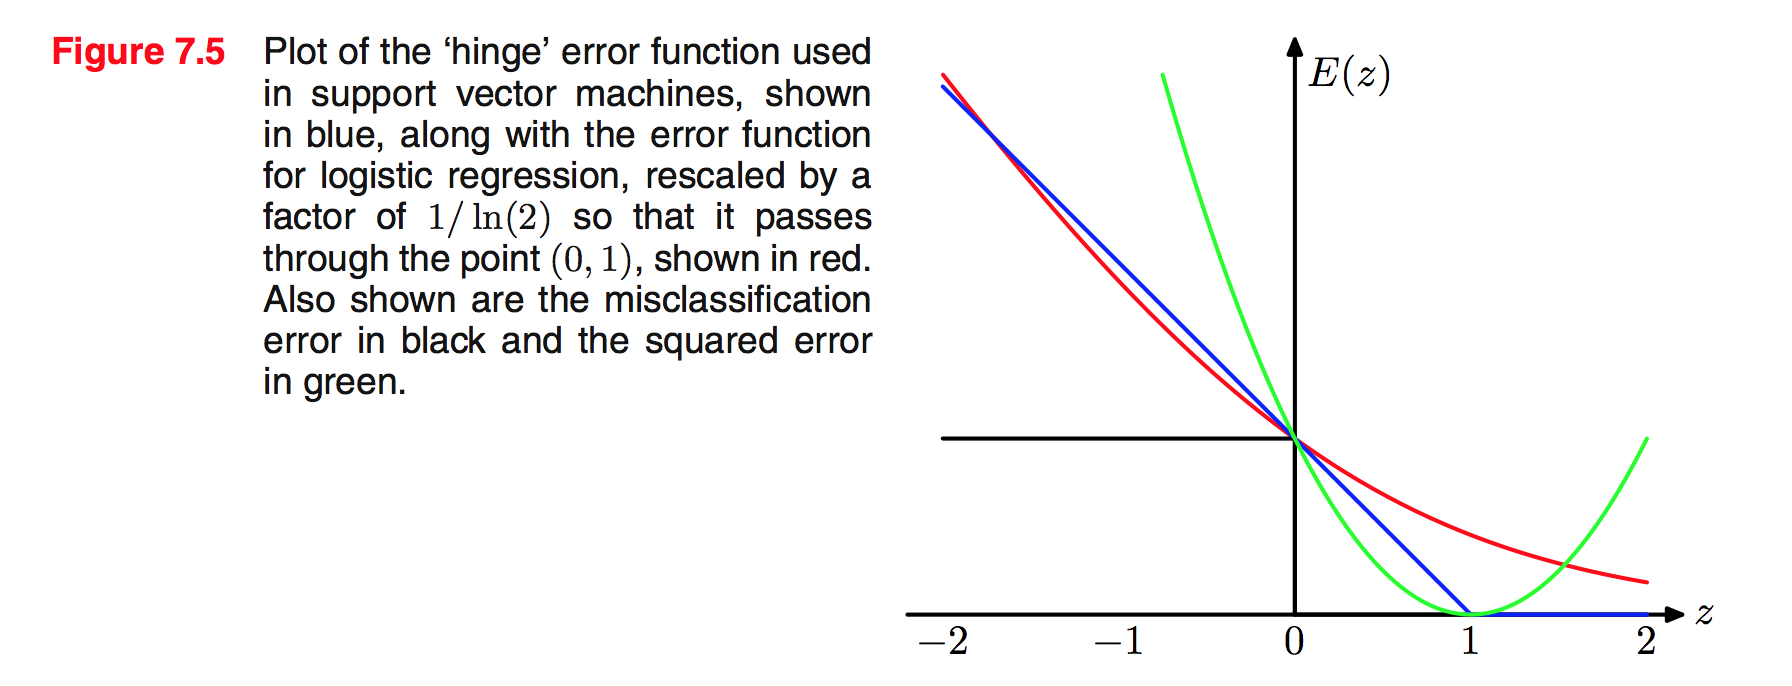 Figure 7.5 Plot of the ‘hinge’ error function used
in support vector machines, shown
in blue, along with the error function
for logistic regression, rescaled by a
factor of 1/ ln(2) so that it passes
through the point (0, 1), shown in red.
Also shown are the misclassification
error in black and the squared error
in green.
E(z)
z
−2 −1 0 1 2